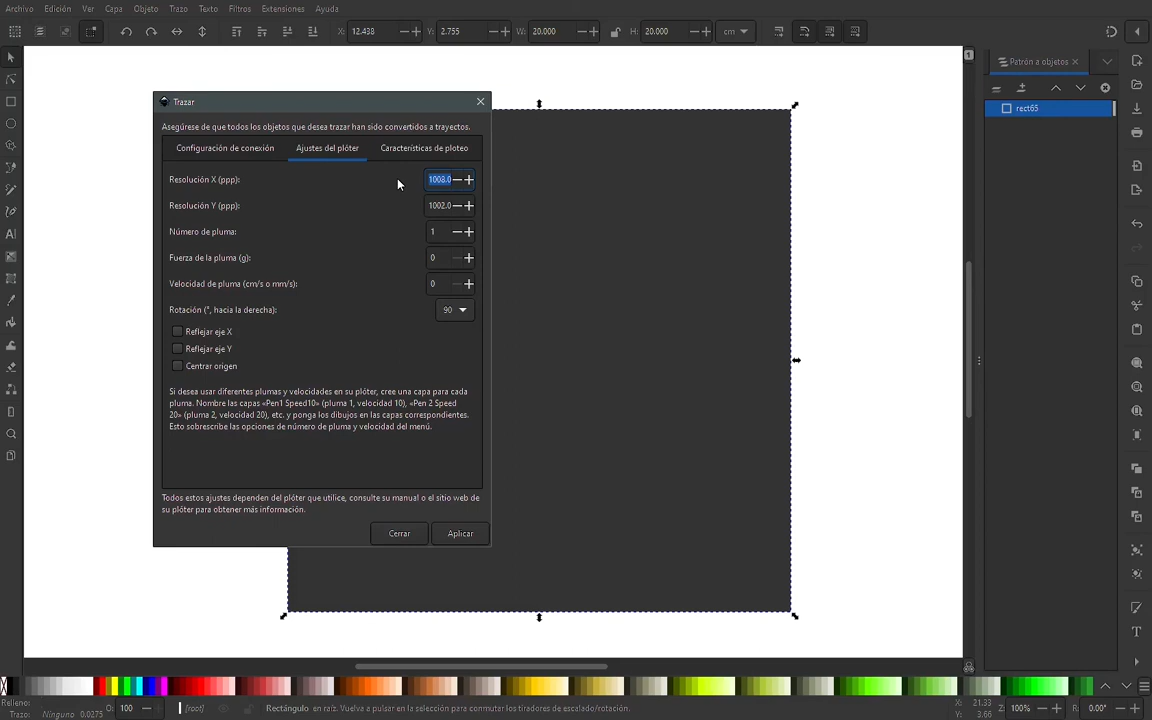 Archivo Edición Ver Capa Objeto Trazo Texto Filtros Extensiones Ayuda
X: 12.438 Y: 2.755 W: 20.000 H: 20.000 cm
1
Patrón a objetos
rect65
Trazar
Asegúrese de que todos los objetos que desea trazar han sido convertidos a trayectos.
Configuración de conexión Ajustes del plóter Características de ploteo
Resolución X (ppp): 1008.0
Resolución Y (ppp): 1002.0
Número de pluma: 1
Fuerza de la pluma (g): 0
Velocidad de pluma (cm/s o mm/s): 0
Rotación (°, hacia la derecha): 90
Reflejar eje X
Reflejar eje Y
Centrar origen
Si desea usar diferentes plumas y velocidades en su plóter, cree una capa para cada
pluma. Nombre las capas «Pen1 Speed10» (pluma 1, velocidad 10), «Pen 2 Speed
20» (pluma 2, velocidad 20), etc. y ponga los dibujos en las capas correspondientes.
Esto sobrescribe las opciones de número de pluma y velocidad del menú.
Todos estos ajustes dependen del plóter que utilice, consulte su manual o el sitio web de
su plóter para obtener más información.
Cerrar Aplicar
Relleno:
Trazo: Ninguno 0.0275
O: 100
[root]
Rectángulo en raíz. Vuelva a pulsar en la selección para conmutar los tiradores de escalado/rotación.
X: 21.33
Y: 3.66
Z: 100%
R: 0.00°